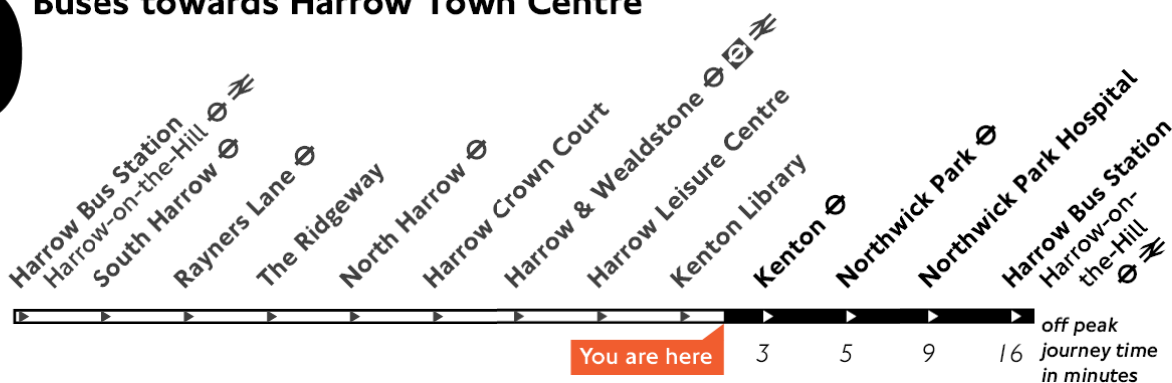 Buses towards Harrow Town Centre
Harrow Bus Station
Harrow-on-the-Hill
South Harrow
Rayners Lane
The Ridgeway
North Harrow
Harrow Crown Court
Harrow & Wealdstone
Harrow Leisure Centre
Kenton Library
Kenton
Northwick Park
Northwick Park Hospital
Harrow Bus Station
Harrow-on-
the-Hill
You are here
3 5 9 16
off peak
journey time
in minutes